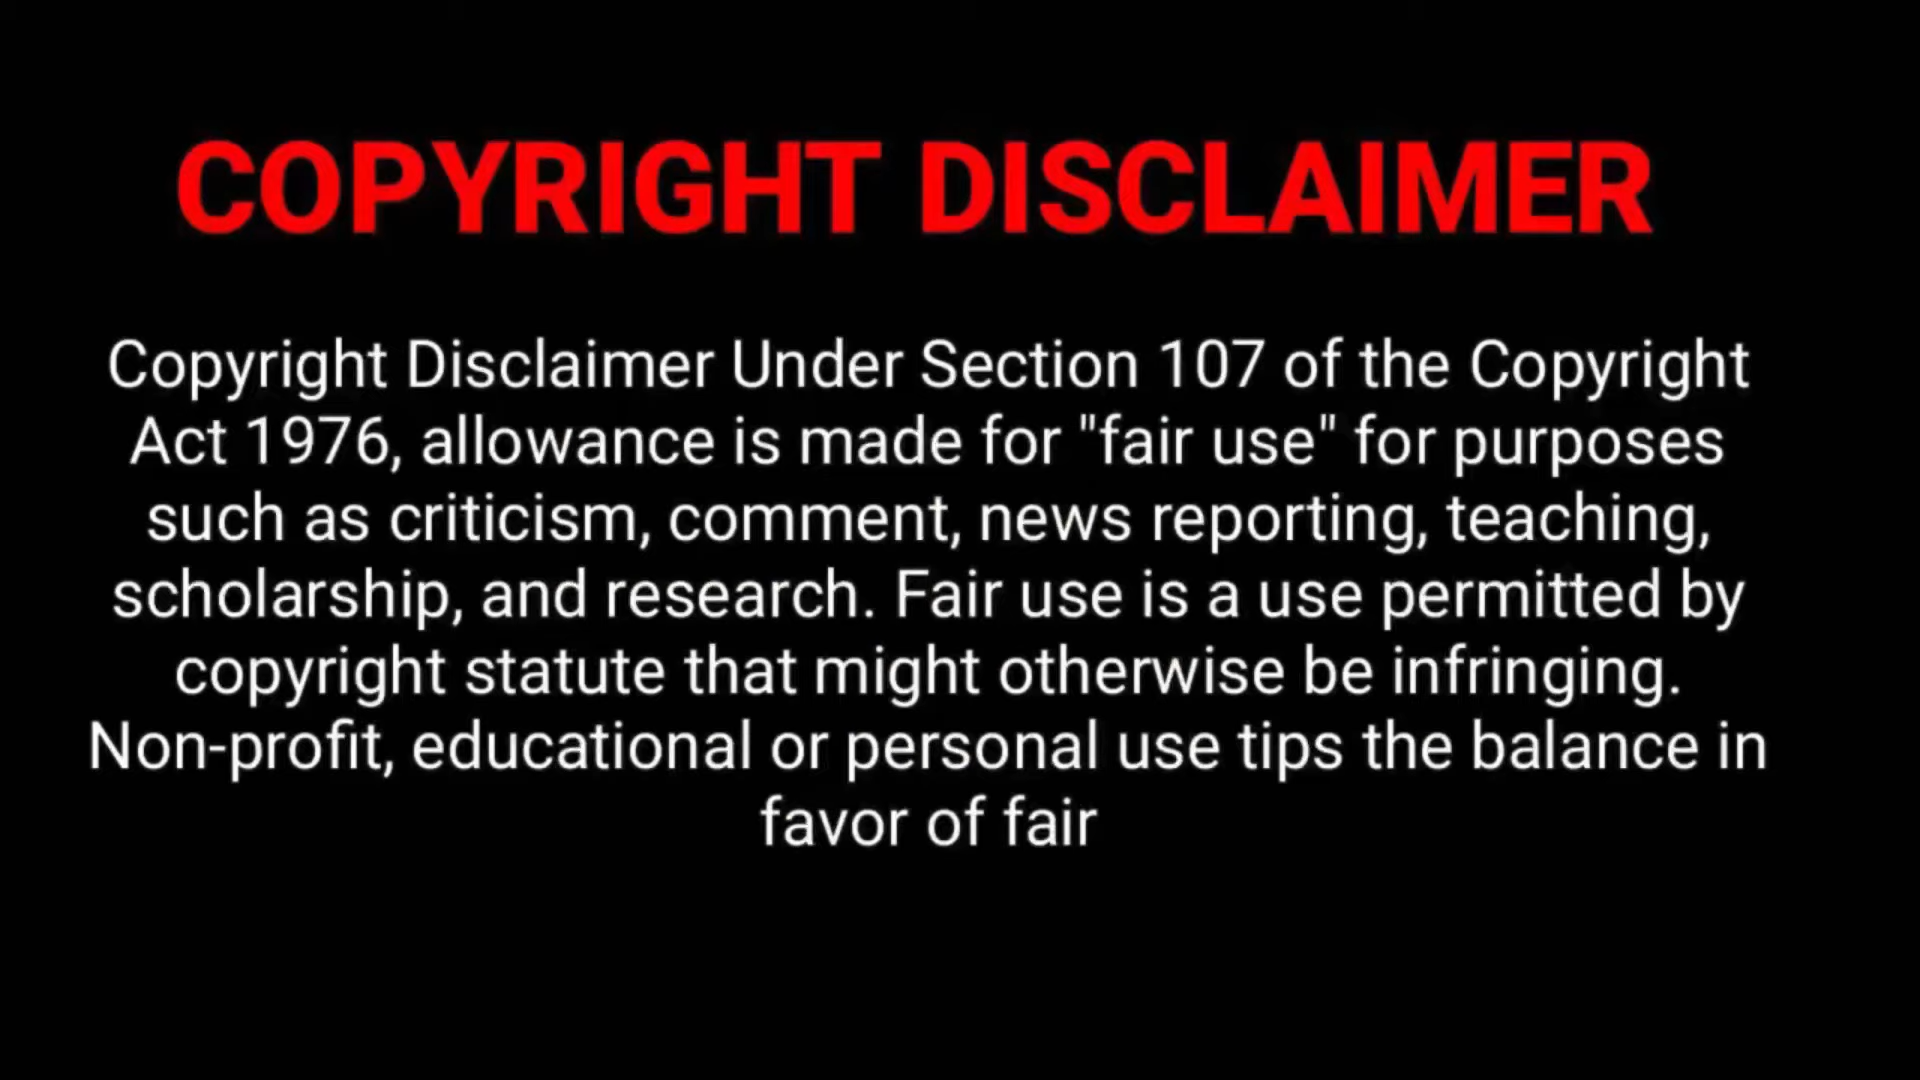 COPYRIGHT DISCLAIMER
Copyright Disclaimer Under Section 107 of the Copyright
Act 1976, allowance is made for "fair use" for purposes
such as criticism, comment, news reporting, teaching,
scholarship, and research. Fair use is a use permitted by
copyright statute that might otherwise be infringing.
Non-profit, educational or personal use tips the balance in
favor of fair